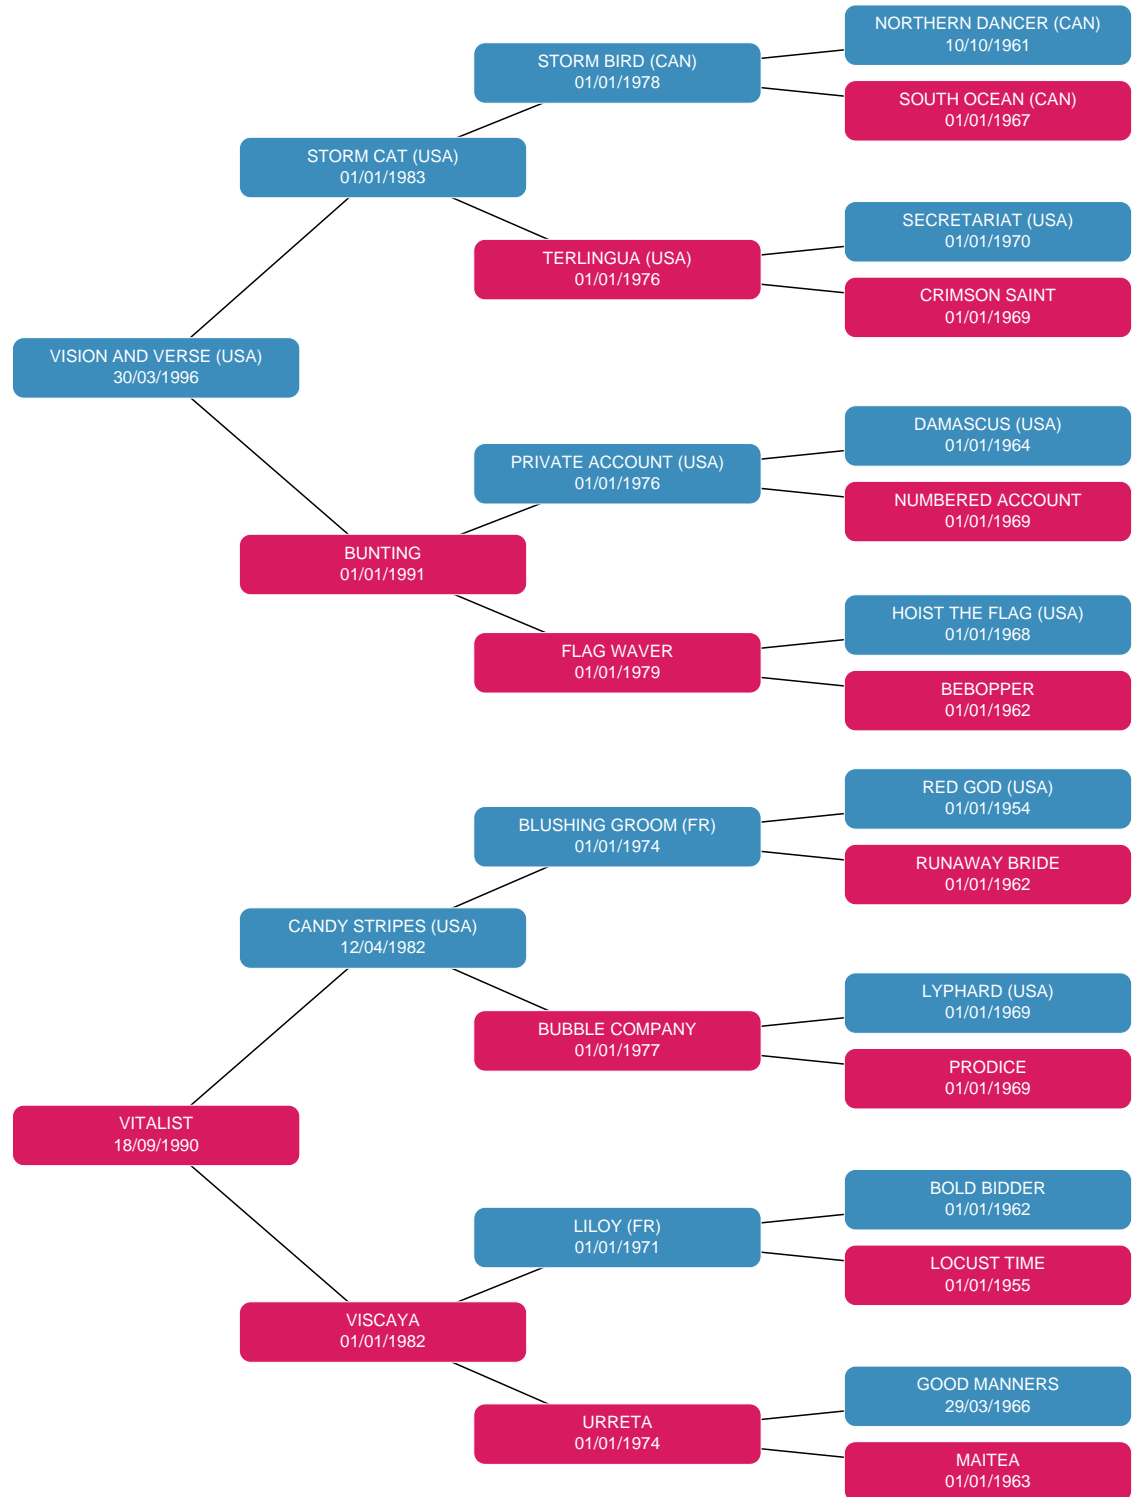 NORTHERN DANCER (CAN)
10/10/1961
STORM BIRD (CAN)
01/01/1978
SOUTH OCEAN (CAN)
01/01/1967
STORM CAT (USA)
01/01/1983
SECRETARIAT (USA)
01/01/1970
TERLINGUA (USA)
01/01/1976
CRIMSON SAINT
01/01/1969
VISION AND VERSE (USA)
30/03/1996
DAMASCUS (USA)
01/01/1964
PRIVATE ACCOUNT (USA)
01/01/1976
NUMBERED ACCOUNT
01/01/1969
BUNTING
01/01/1991
HOIST THE FLAG (USA)
01/01/1968
FLAG WAVER
01/01/1979
BEBOPPER
01/01/1962
RED GOD (USA)
01/01/1954
BLUSHING GROOM (FR)
01/01/1974
RUNAWAY BRIDE
01/01/1962
CANDY STRIPES (USA)
12/04/1982
LYPHARD (USA)
01/01/1969
BUBBLE COMPANY
01/01/1977
PRODICE
01/01/1969
VITALIST
18/09/1990
BOLD BIDDER
01/01/1962
LILOY (FR)
01/01/1971
LOCUST TIME
01/01/1955
VISCAYA
01/01/1982
GOOD MANNERS
29/03/1966
URRETA
01/01/1974
MAITEA
01/01/1963